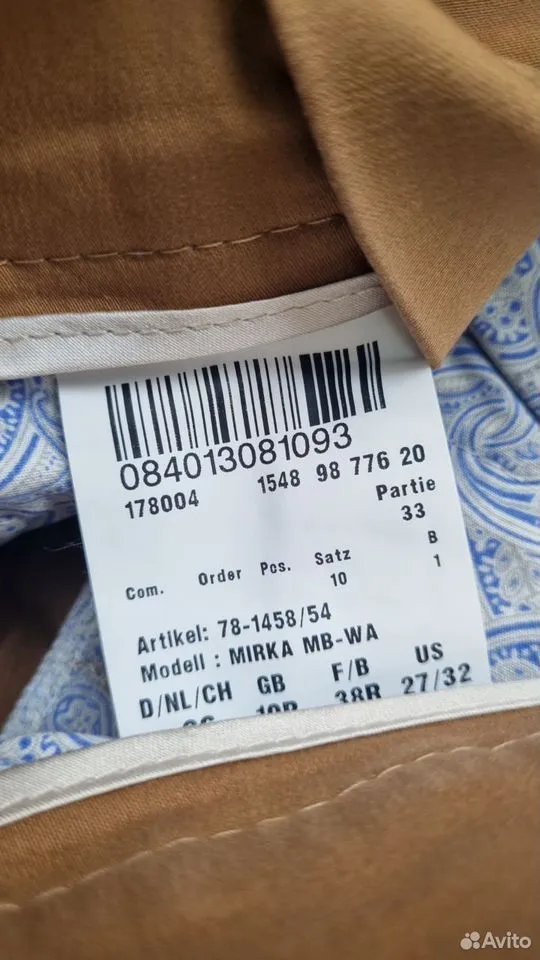 084013081093
178004 1548 98 776 20
Partie
33
Com. Order Pos. Satz B
10 1
Artikel: 78-1458/54
Modell : MIRKA MB-WA
D/NL/CH GB F/B US
38R 27/32
Avito